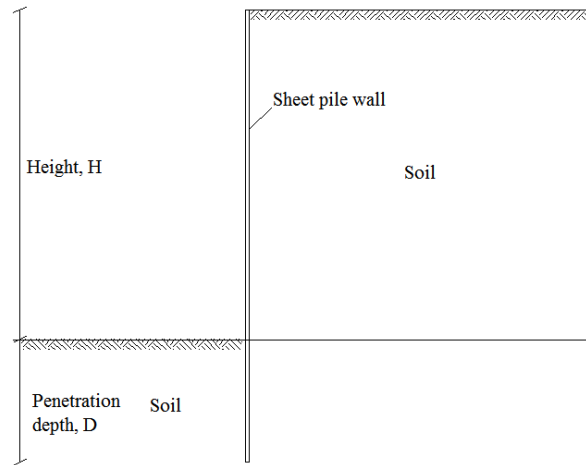 Sheet pile wall
Height, H
Soil
Penetration
depth, D
Soil